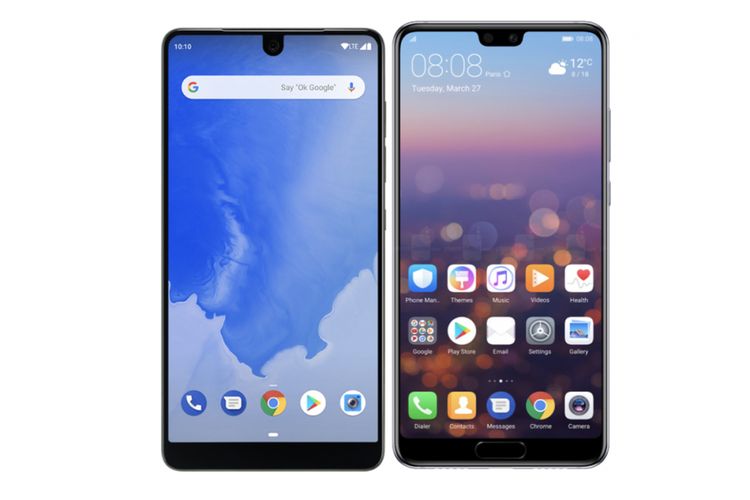 10:10
LTE
Say "Ok Google"
08:08
08:08
Paris
12°C
8 / 18
Tuesday, March 27
Phone Man..
Themes
Music
Videos
Health
Google
Play Store
Email
Settings
Gallery
Dialer
Contacts
Messages
Chrome
Camera